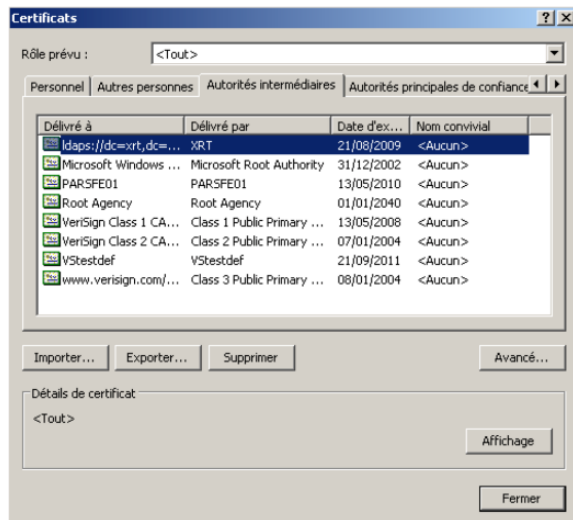 Certificats
Rôle prévu : <Tout>
Personnel Autres personnes Autorités intermédiaires Autorités principales de confiance
Délivré à Délivré par Date d'ex... Nom convivial
ldaps://dc=xrt,dc=... XRT 21/08/2009 <Aucun>
Microsoft Windows ... Microsoft Root Authority 31/12/2002 <Aucun>
PARSFE01 PARSFE01 13/05/2010 <Aucun>
Root Agency Root Agency 01/01/2040 <Aucun>
VeriSign Class 1 CA... Class 1 Public Primary ... 13/05/2008 <Aucun>
VeriSign Class 2 CA... Class 2 Public Primary ... 07/01/2004 <Aucun>
VStestdef VStestdef 21/09/2011 <Aucun>
www.verisign.com/... Class 3 Public Primary ... 08/01/2004 <Aucun>
Importer... Exporter... Supprimer Avancé...
Détails de certificat
<Tout>
Affichage
Fermer